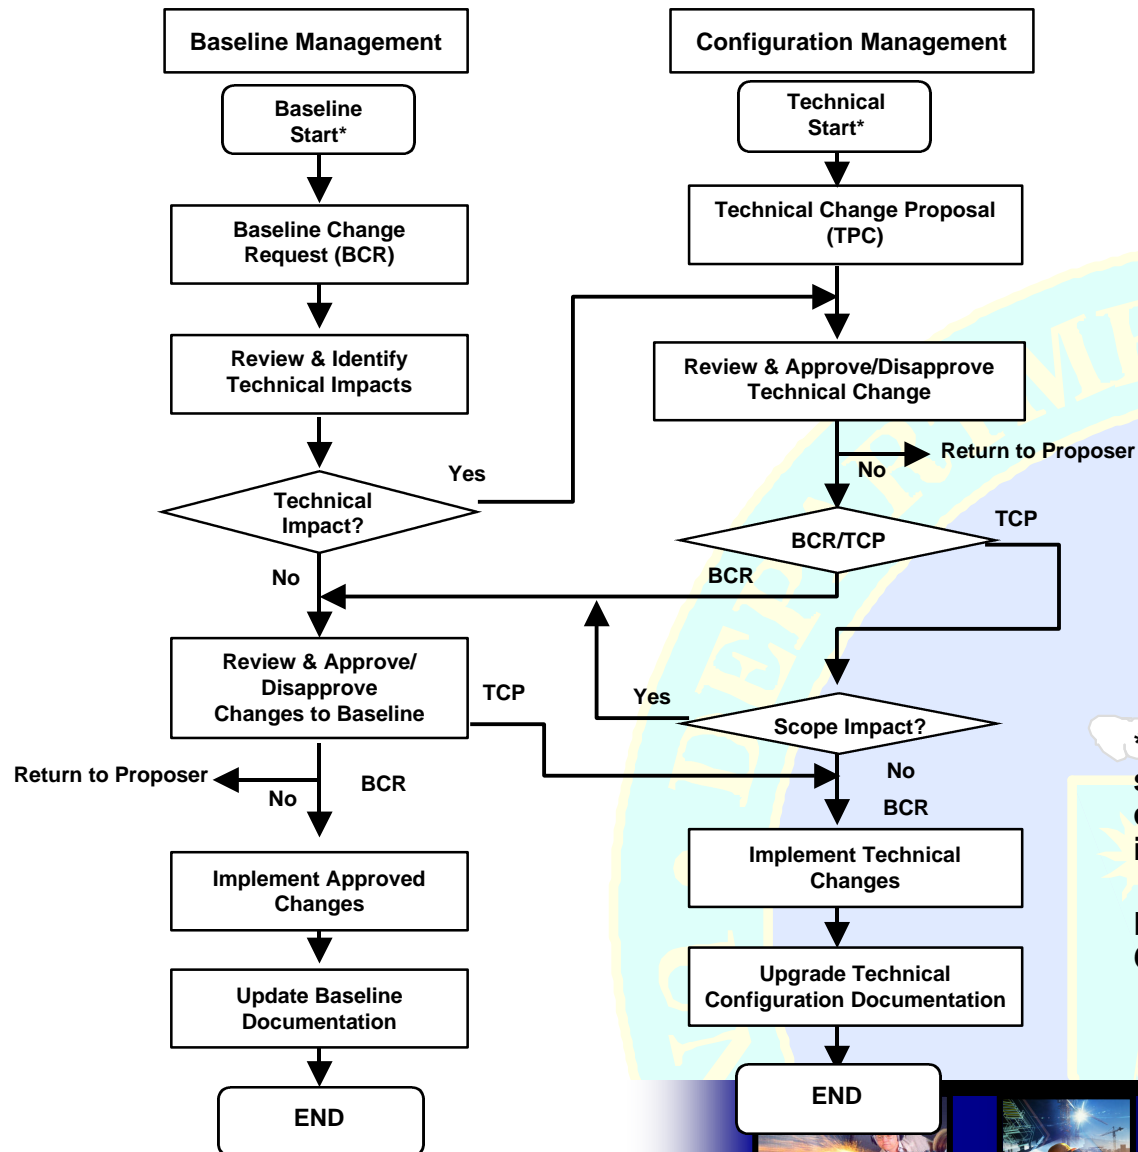 Baseline Management
Configuration Management
Baseline
Start*
Technical
Start*
Baseline Change
Request (BCR)
Technical Change Proposal
(TPC)
Review & Identify
Technical Impacts
Review & Approve/Disapprove
Technical Change
Return to Proposer
No
Yes
Technical
Impact?
BCR/TCP
TCP
BCR
No
Review & Approve/
Disapprove
Changes to Baseline
TCP
Yes
Scope Impact?
Return to Proposer
No
BCR
No
BCR
Implement Approved
Changes
Implement Technical
Changes
Update Baseline
Documentation
Upgrade Technical
Configuration Documentation
END
END
DEPARTME